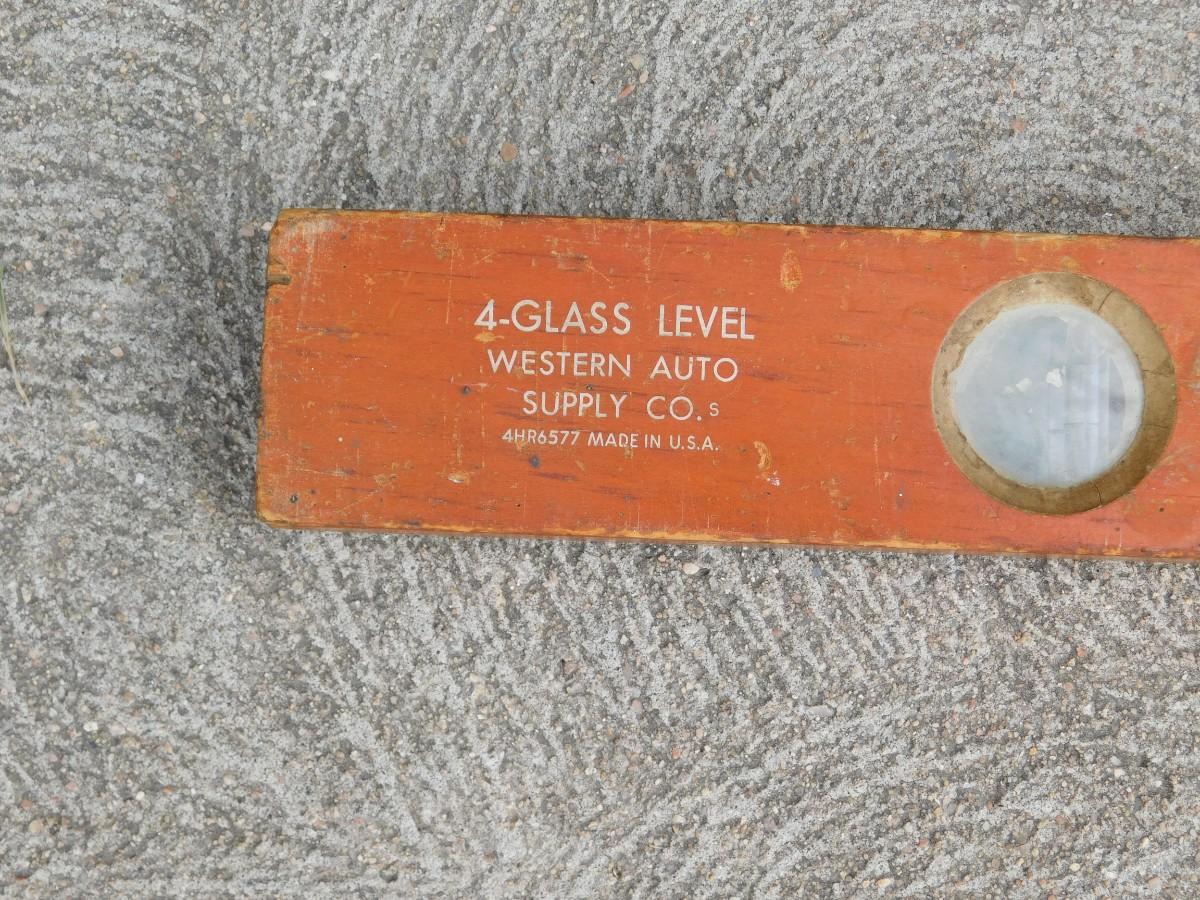 4-GLASS LEVEL
WESTERN AUTO
SUPPLY CO. S
4HR6577 MADE IN U.S.A.